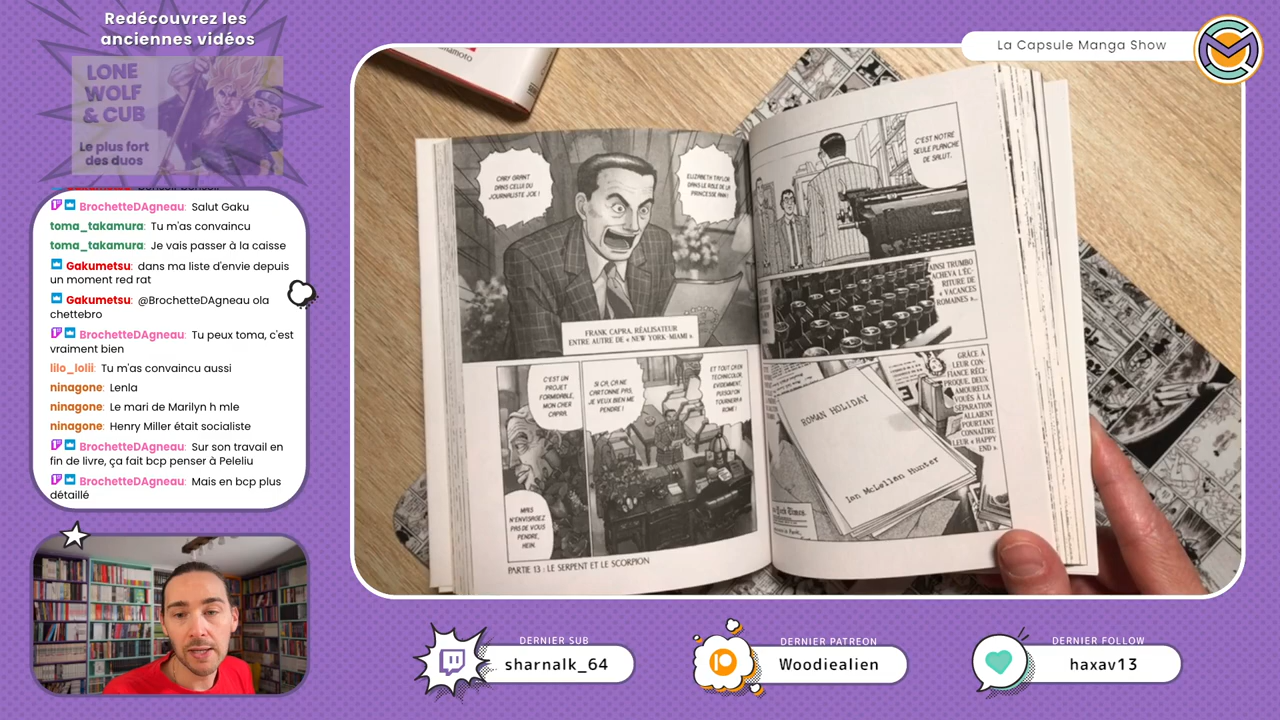 Redécouvrez les
anciennes vidéos
LONE
WOLF
& CUB
Le plus fort
des duos
BrochetteDAgneau: Salut Gaku
toma_takamura: Tu m'as convaincu
toma_takamura: Je vais passer à la caisse
Gakumetsu: dans ma liste d'envie depuis
un moment red rat
Gakumetsu: @BrochetteDAgneau ola
chettebro
BrochetteDAgneau: Tu peux toma, c'est
vraiment bien
lilo_lolii: Tu m'as convaincu aussi
ninagone: Lenla
ninagone: Le mari de Marilyn h mle
ninagone: Henry Miller était socialiste
BrochetteDAgneau: Sur son travail en
fin de livre, ça fait bcp penser à Peleliu
BrochetteDAgneau: Mais en bcp plus
détaillé
La Capsule Manga Show
CARY GRANT
DANS CELUI DU
JOURNALISTE JOE !
ELIZABETH TAYLOR
DANS LE RÔLE DE LA
PRINCESSE ANN !
FRANK CAPRA, RÉALISATEUR
ENTRE AUTRE DE « NEW YORK-MIAMI ».
C'EST UN
PROJET
FORMIDABLE,
MON CHER
CAPRA.
SI ÇA, ÇA NE
CARTONNE PAS,
JE VEUX BIEN ME
PENDRE !
ET TOUT ÇA EN
TECHNICOLOR,
ÉVIDEMMENT,
PUISQU'ON
TOURNERA À
ROME !
MAIS
N'ENVISAGEZ
PAS DE VOUS
PENDRE,
HEIN.
PARTIE 13 : LE SERPENT ET LE SCORPION
C'EST NOTRE
SEULE PLANCHE
DE SALUT.
AINSI TRUMBO
ACHEVA L'ÉC-
RITURE DE
« VACANCES
ROMAINES »...
GRÂCE À
LEUR CON-
FIANCE RÉCI-
PROQUE, DEUX
AMOUREUX
VOUÉS À LA
SÉPARATION
ALLAIENT
POURTANT
CONNAÎTRE
LEUR « HAPPY
END ».
ROMAN HOLIDAY
Ian McLellan Hunter
DERNIER SUB
sharnalk_64
DERNIER PATREON
Woodiealien
DERNIER FOLLOW
haxav13